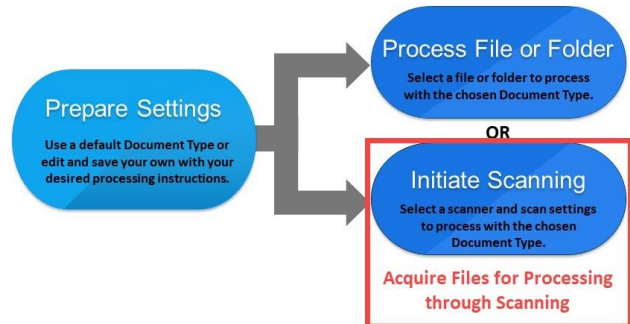 Prepare Settings
Use a default Document Type or
edit and save your own with your
desired processing instructions.
Process File or Folder
Select a file or folder to process
with the chosen Document Type.
OR
Initiate Scanning
Select a scanner and scan settings
to process with the chosen
Document Type.
Acquire Files for Processing
through Scanning